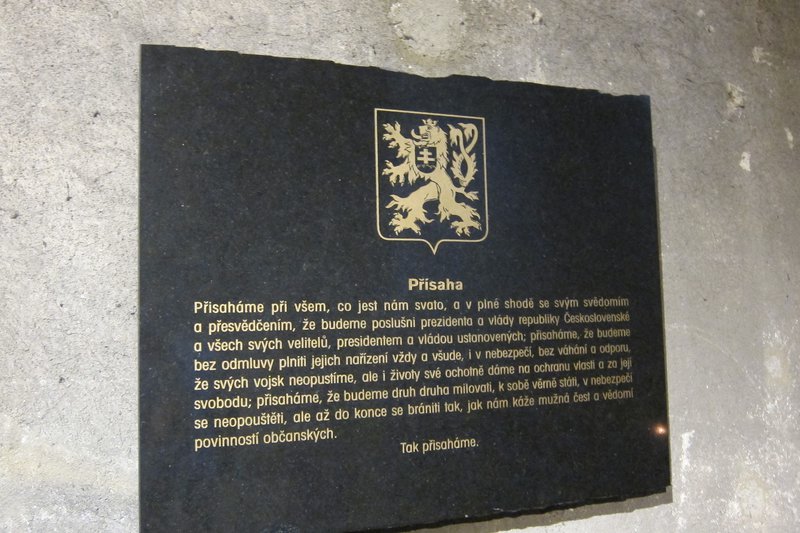 Přísaha
Přisaháme při všem, co jest nám svato, a v plné shodě se svým svědomím
a přesvědčením, že budeme poslušni prezidenta a vlády republiky Československé
a všech svých velitelů, presidentem a vládou ustanovených; přisaháme, že budeme
bez odmluvy plniti jejich nařízení vždy a všude, i v nebezpečí, bez váhání a odporu,
že svých vojsk neopustíme, ale i životy své ochotně dáme na ochranu vlasti a za její
svobodu; přisaháme, že budeme druh druha milovati, k sobě věrně státi, v nebezpečí
se neopouštěti, ale až do konce se brániti tak, jak nám káže mužná čest a vědomí
povinností občanských.
Tak přisaháme.